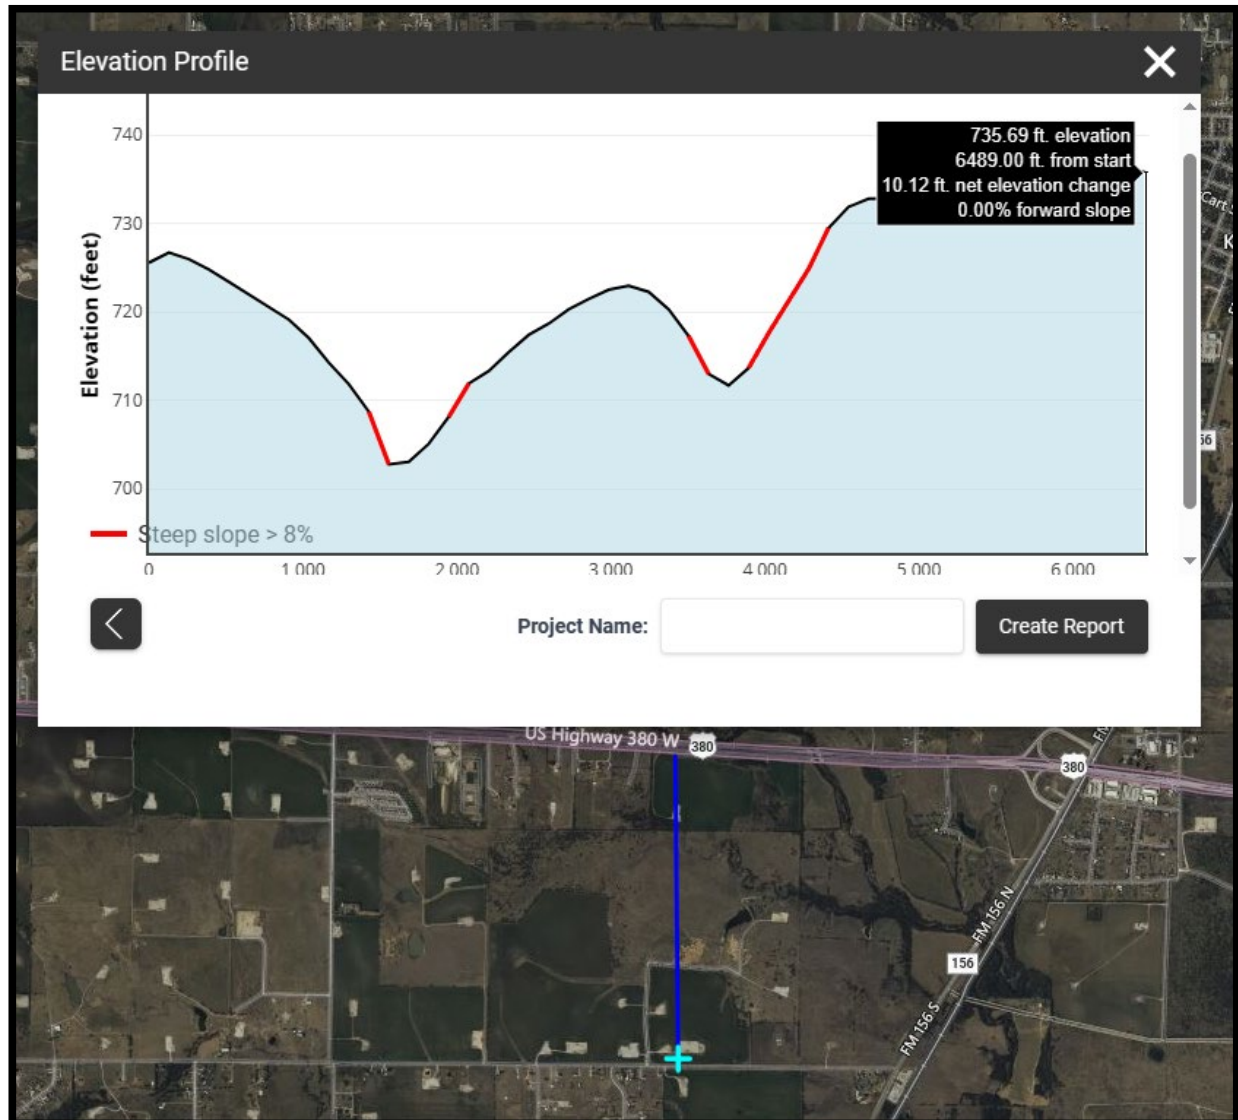 Elevation Profile
740
730
720
710
700
Elevation (feet)
735.69 ft. elevation
6489.00 ft. from start
10.12 ft. net elevation change
0.00% forward slope
Steep slope > 8%
0
1 000
2 000
3 000
4 000
5 000
6 000
Project Name:
Create Report
US Highway 380 W
380
380
FM 156 N
156
FM 156 S